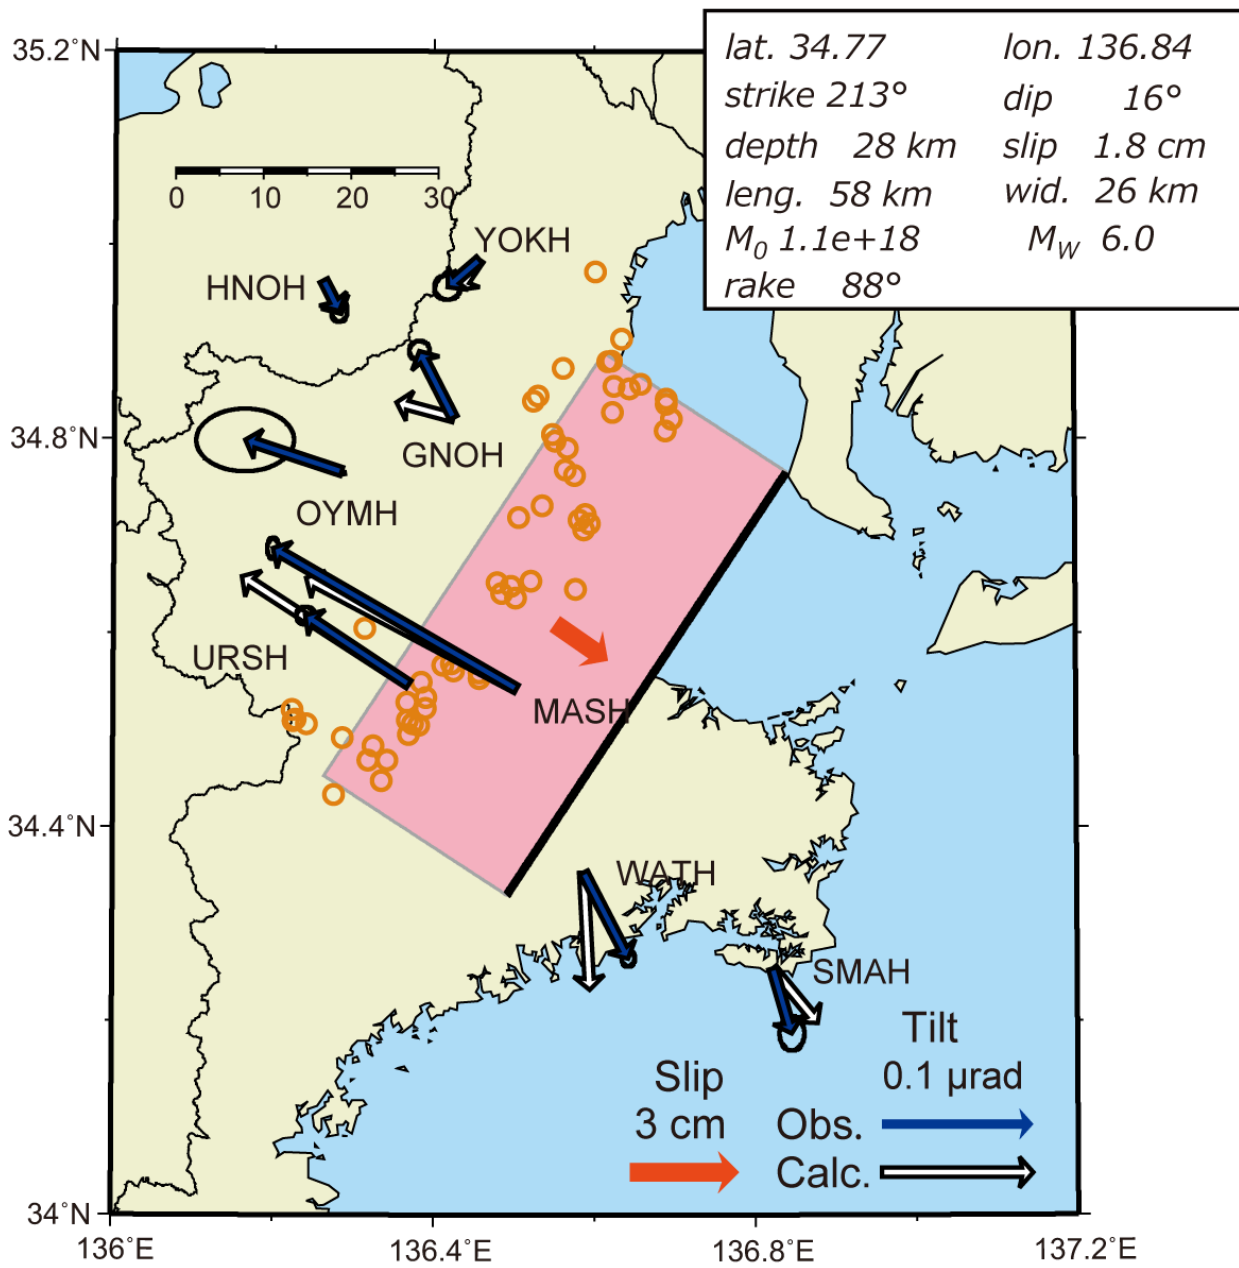 35.2˚N
lat. 34.77 lon. 136.84
strike 213° dip 16°
depth 28 km slip 1.8 cm
leng. 58 km wid. 26 km
M0 1.1e+18 MW 6.0
rake 88°
0 10 20 30
YOKH
HNOH
34.8˚N
GNOH
OYMH
URSH
MASH
34.4˚N
WATH
SMAH
Tilt
Slip 0.1 μrad
3 cm Obs.
Calc.
34˚N
136˚E 136.4˚E 136.8˚E 137.2˚E